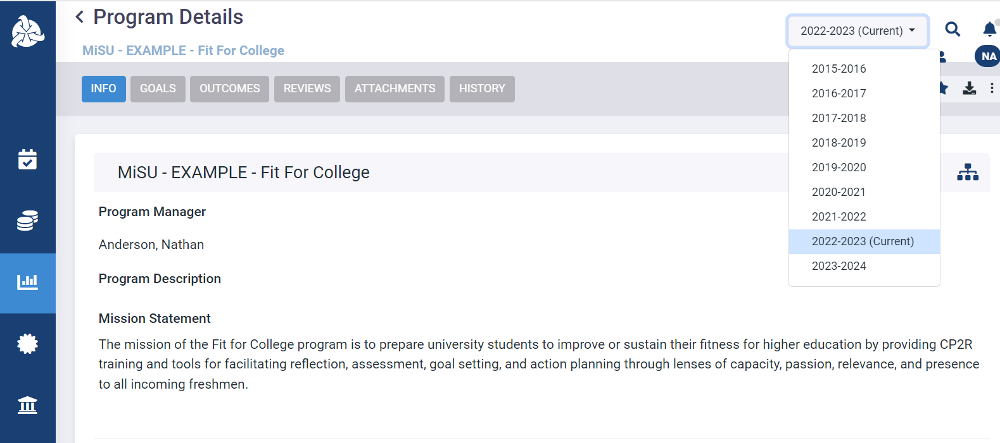 Program Details
MiSU - EXAMPLE - Fit For College
2022-2023 (Current)
NA
2015-2016
2016-2017
2017-2018
2018-2019
2019-2020
2020-2021
2021-2022
2022-2023 (Current)
2023-2024
INFO
GOALS
OUTCOMES
REVIEWS
ATTACHMENTS
HISTORY
MiSU - EXAMPLE - Fit For College
Program Manager
Anderson, Nathan
Program Description
Mission Statement
The mission of the Fit for College program is to prepare university students to improve or sustain their fitness for higher education by providing CP2R
training and tools for facilitating reflection, assessment, goal setting, and action planning through lenses of capacity, passion, relevance, and presence
to all incoming freshmen.